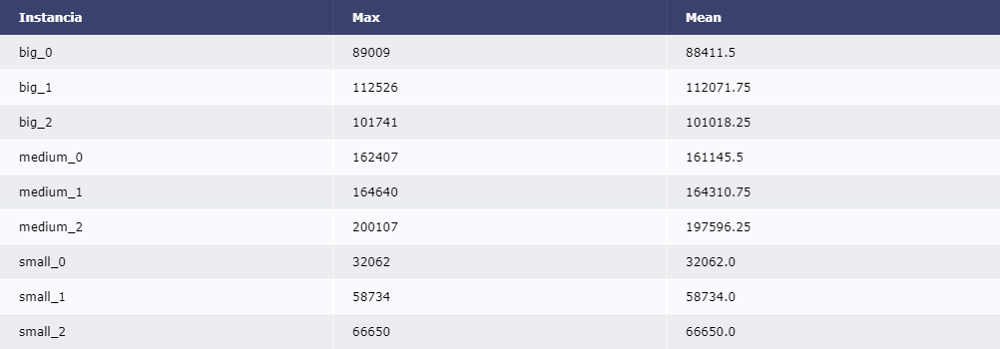 Instancia Max Mean
big_0 89009 88411.5
big_1 112526 112071.75
big_2 101741 101018.25
medium_0 162407 161145.5
medium_1 164640 164310.75
medium_2 200107 197596.25
small_0 32062 32062.0
small_1 58734 58734.0
small_2 66650 66650.0